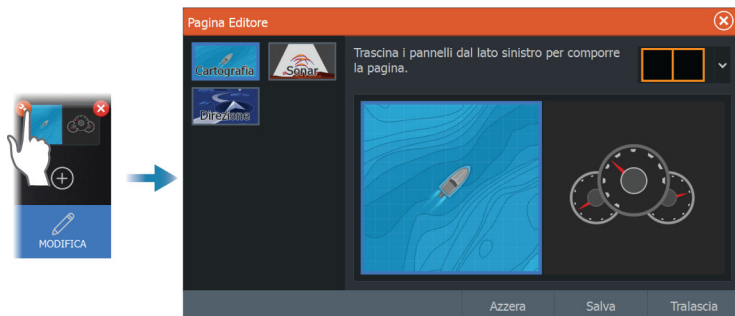 Pagina Editore
Cartografia
Sonar
Direzione
Trascina i pannelli dal lato sinistro per comporre
la pagina.
MODIFICA
Azzera
Salva
Tralascia